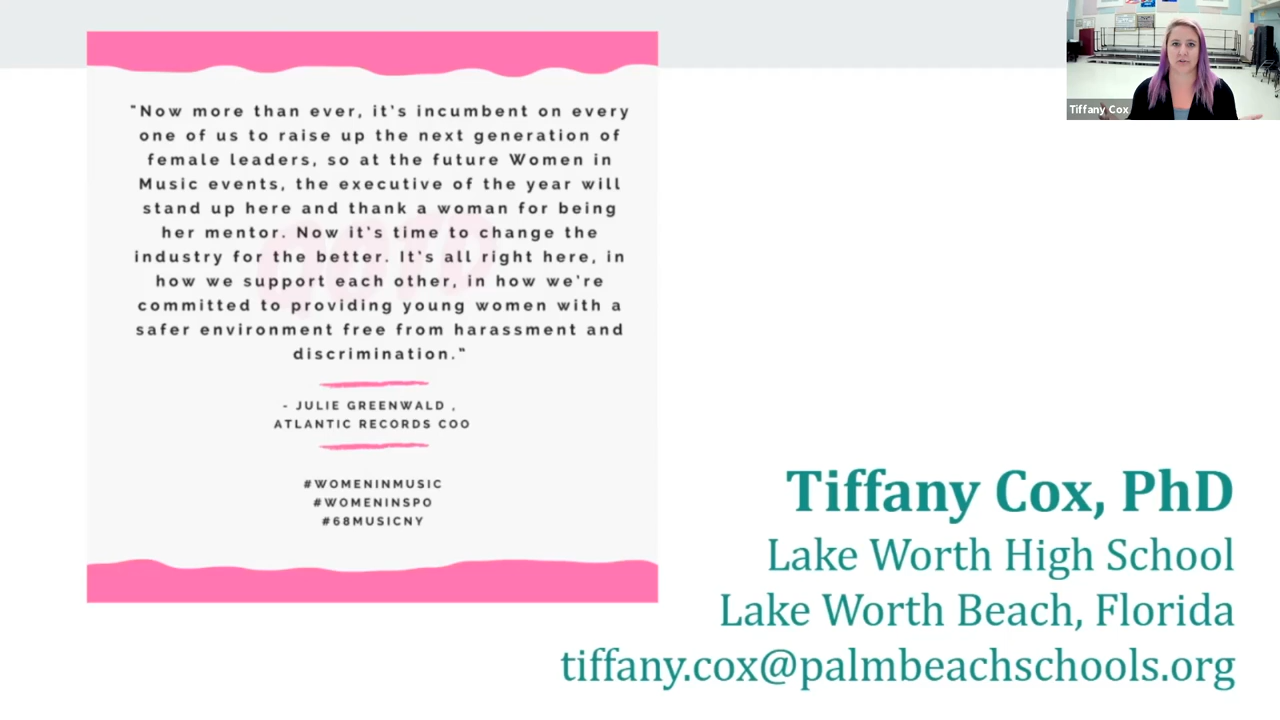 "Now more than ever, it's incumbent on every
one of us to raise up the next generation of
female leaders, so at the future Women in
Music events, the executive of the year will
stand up here and thank a woman for being
her mentor. Now it's time to change the
industry for the better. It's all right here, in
how we support each other, in how we're
committed to providing young women with a
safer environment free from harassment and
discrimination."
- JULIE GREENWALD ,
ATLANTIC RECORDS COO
#WOMENINMUSIC
#WOMENINSPO
#68MUSICNY
Tiffany Cox
Tiffany Cox, PhD
Lake Worth High School
Lake Worth Beach, Florida
tiffany.cox@palmbeachschools.org